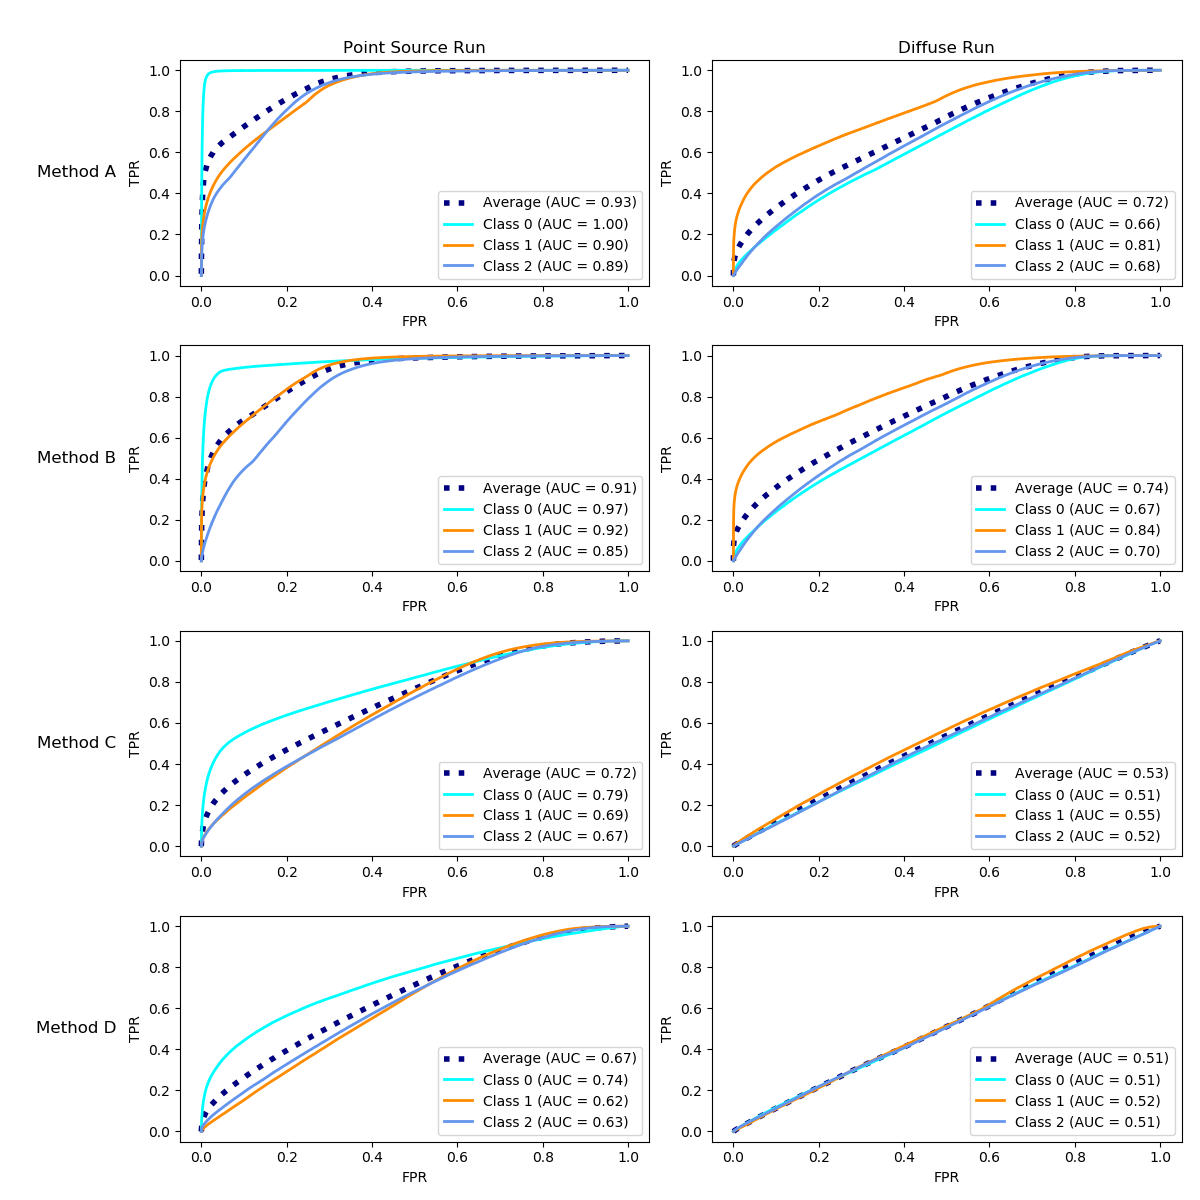 Point Source Run
Diffuse Run
Method A
TPR
1.0
0.8
0.6
0.4
0.2
0.0
Average (AUC = 0.93)
Class 0 (AUC = 1.00)
Class 1 (AUC = 0.90)
Class 2 (AUC = 0.89)
0.0 0.2 0.4 0.6 0.8 1.0
FPR
TPR
1.0
0.8
0.6
0.4
0.2
0.0
Average (AUC = 0.72)
Class 0 (AUC = 0.66)
Class 1 (AUC = 0.81)
Class 2 (AUC = 0.68)
0.0 0.2 0.4 0.6 0.8 1.0
FPR
Method B
TPR
1.0
0.8
0.6
0.4
0.2
0.0
Average (AUC = 0.91)
Class 0 (AUC = 0.97)
Class 1 (AUC = 0.92)
Class 2 (AUC = 0.85)
0.0 0.2 0.4 0.6 0.8 1.0
FPR
TPR
1.0
0.8
0.6
0.4
0.2
0.0
Average (AUC = 0.74)
Class 0 (AUC = 0.67)
Class 1 (AUC = 0.84)
Class 2 (AUC = 0.70)
0.0 0.2 0.4 0.6 0.8 1.0
FPR
Method C
TPR
1.0
0.8
0.6
0.4
0.2
0.0
Average (AUC = 0.72)
Class 0 (AUC = 0.79)
Class 1 (AUC = 0.69)
Class 2 (AUC = 0.67)
0.0 0.2 0.4 0.6 0.8 1.0
FPR
TPR
1.0
0.8
0.6
0.4
0.2
0.0
Average (AUC = 0.53)
Class 0 (AUC = 0.51)
Class 1 (AUC = 0.55)
Class 2 (AUC = 0.52)
0.0 0.2 0.4 0.6 0.8 1.0
FPR
Method D
TPR
1.0
0.8
0.6
0.4
0.2
0.0
Average (AUC = 0.67)
Class 0 (AUC = 0.74)
Class 1 (AUC = 0.62)
Class 2 (AUC = 0.63)
0.0 0.2 0.4 0.6 0.8 1.0
FPR
TPR
1.0
0.8
0.6
0.4
0.2
0.0
Average (AUC = 0.51)
Class 0 (AUC = 0.51)
Class 1 (AUC = 0.52)
Class 2 (AUC = 0.51)
0.0 0.2 0.4 0.6 0.8 1.0
FPR